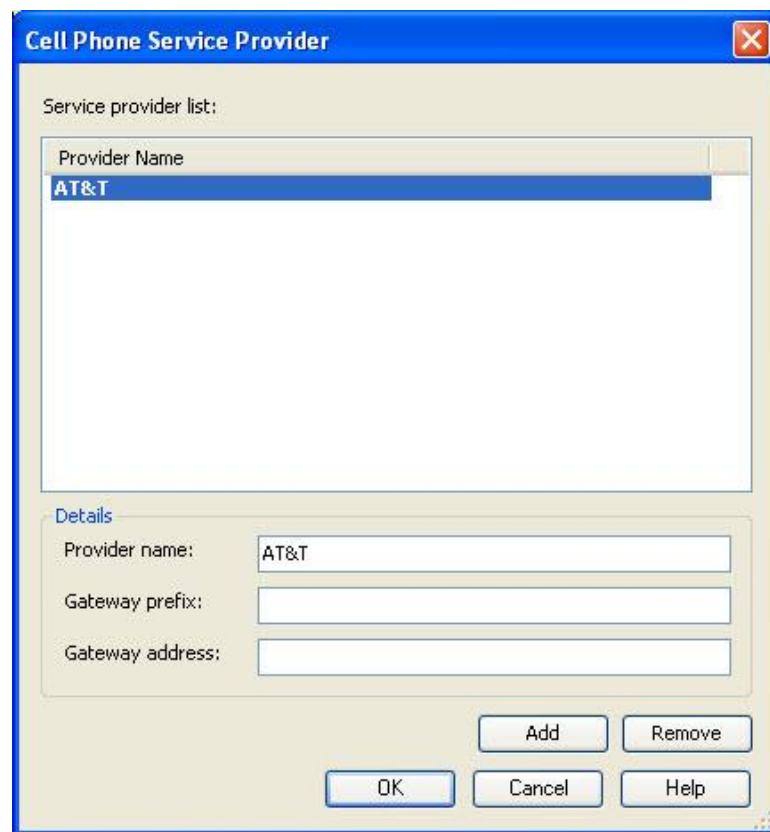 Cell Phone Service Provider
Service provider list:
Provider Name
AT&T
Details
Provider name: AT&T
Gateway prefix:
Gateway address:
Add Remove
OK Cancel Help